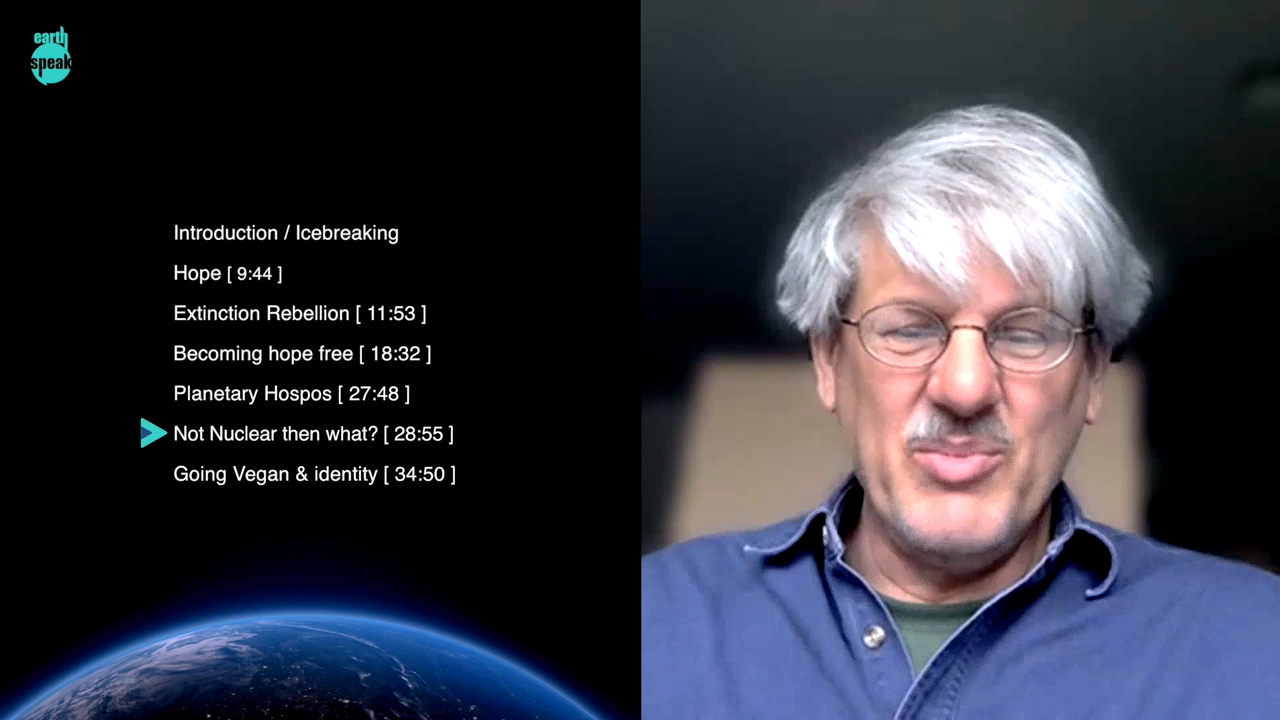 earth
speak
Introduction / Icebreaking
Hope [ 9:44 ]
Extinction Rebellion [ 11:53 ]
Becoming hope free [ 18:32 ]
Planetary Hospos [ 27:48 ]
Not Nuclear then what? [ 28:55 ]
Going Vegan & identity [ 34:50 ]